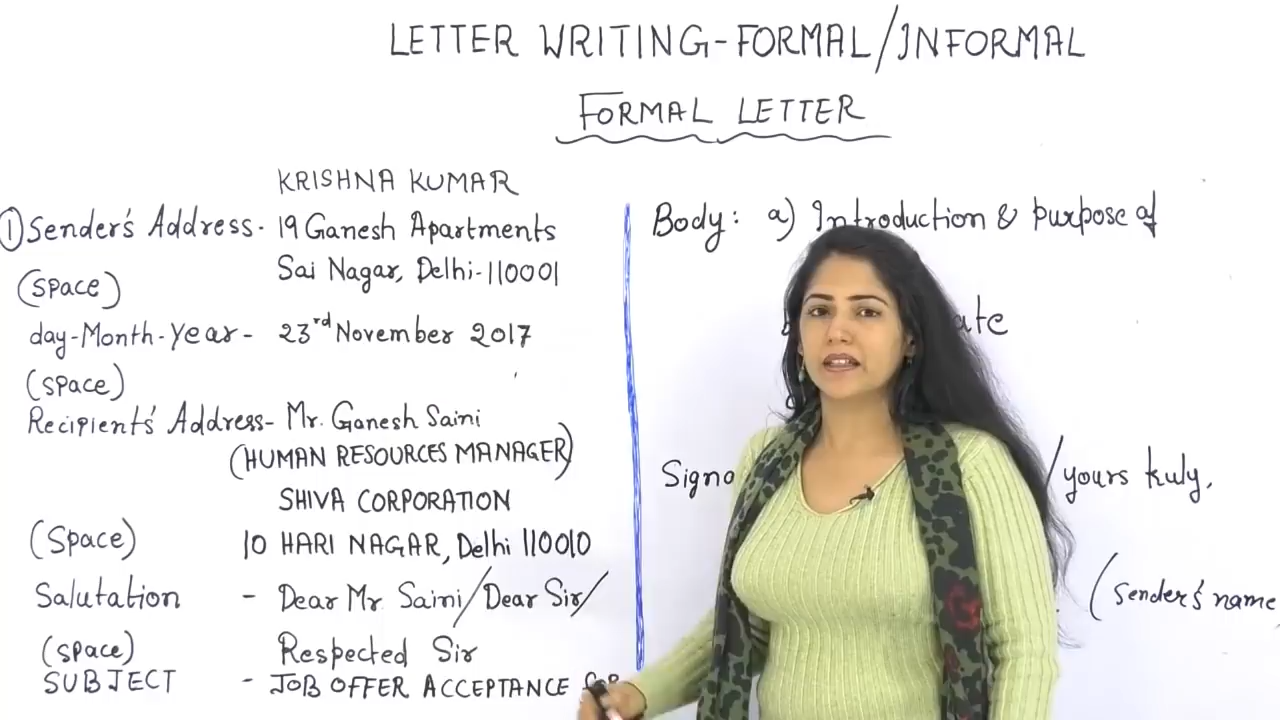 LETTER WRITING-FORMAL/INFORMAL
FORMAL LETTER
KRISHNA KUMAR
① Sender's Address - 19 Ganesh Apartments
(space) Sai Nagar, Delhi-110001
day-Month-Year - 23rd November 2017
(space)
Recipient's Address - Mr. Ganesh Saini
(HUMAN RESOURCES MANAGER)
SHIVA CORPORATION
(Space) 10 HARI NAGAR, Delhi 110010
Salutation - Dear Mr Saini/Dear Sir/
(space) Respected Sir
SUBJECT - JOB OFFER ACCEPTANCE
Body: a) Introduction & purpose of
/yours truly,
(Sender's name